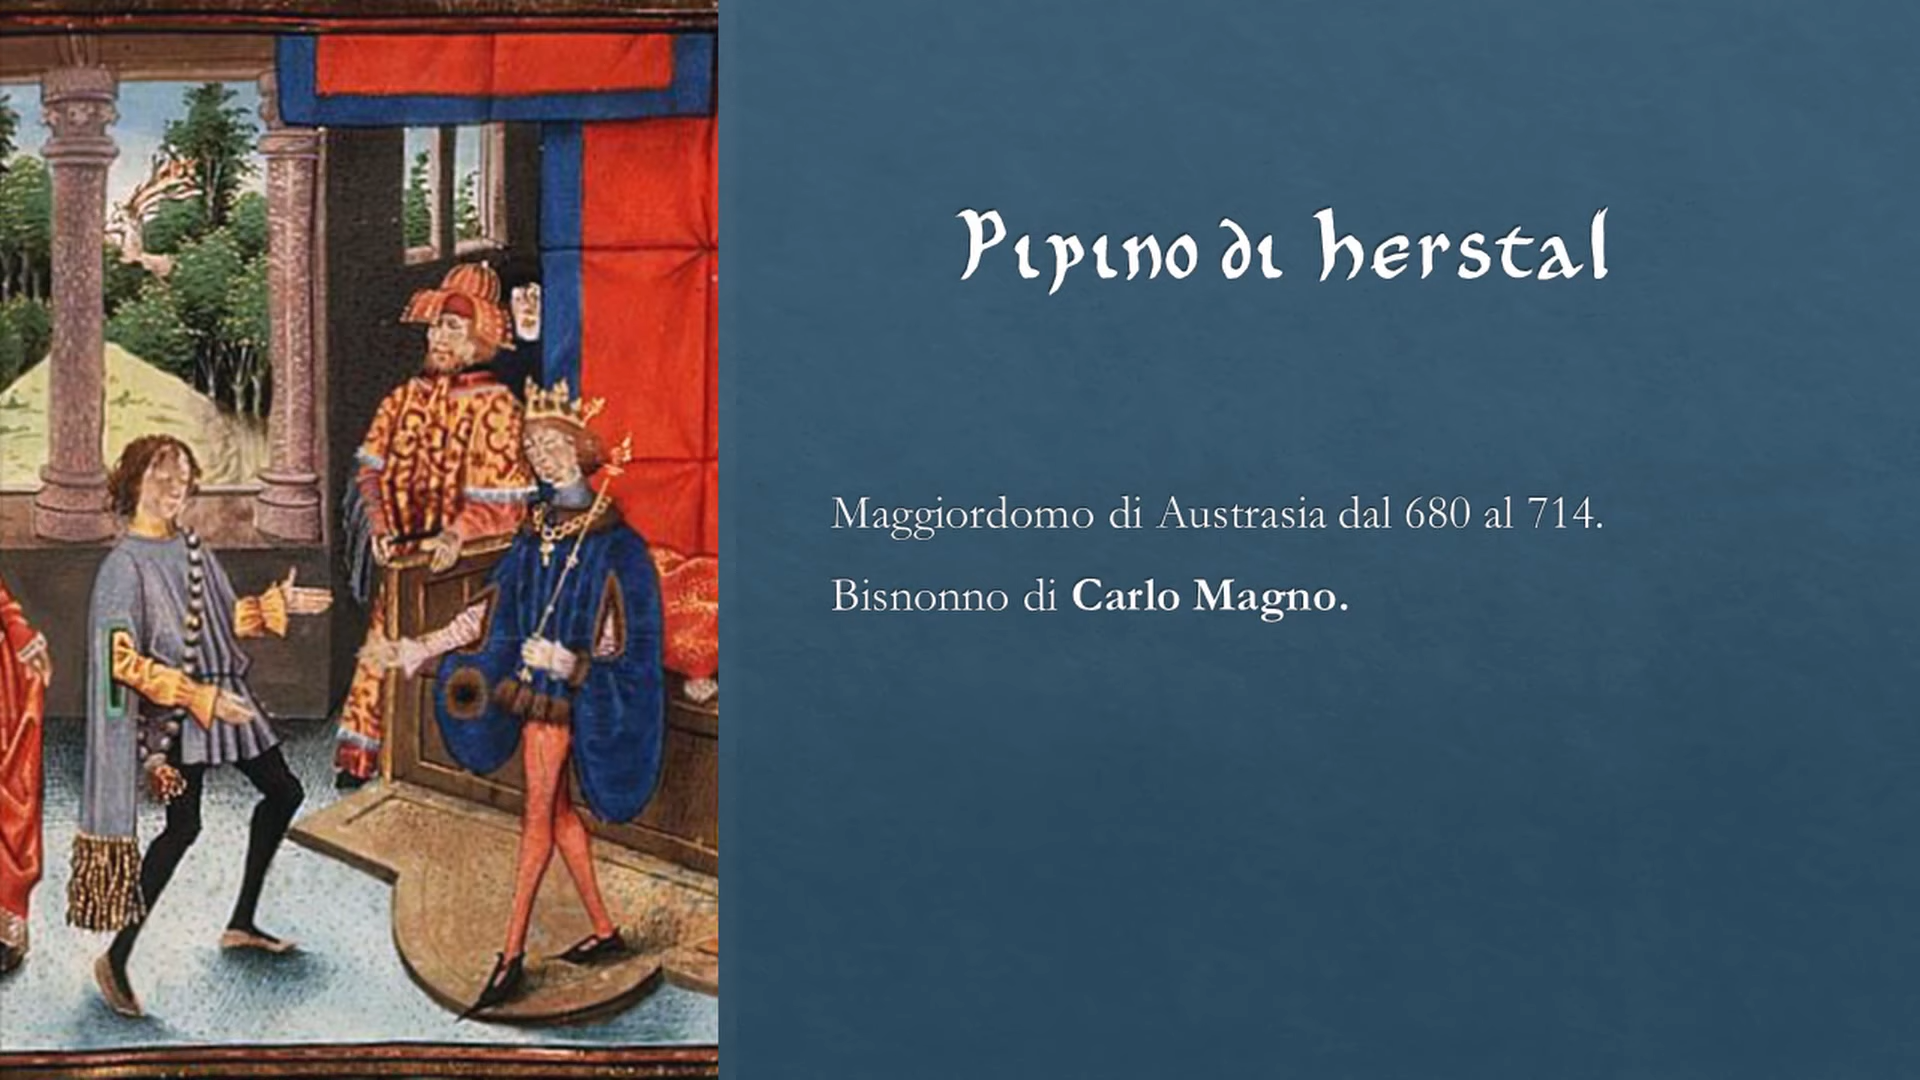 Pipino di herstal
Maggiordomo di Austrasia dal 680 al 714.
Bisnonno di Carlo Magno.